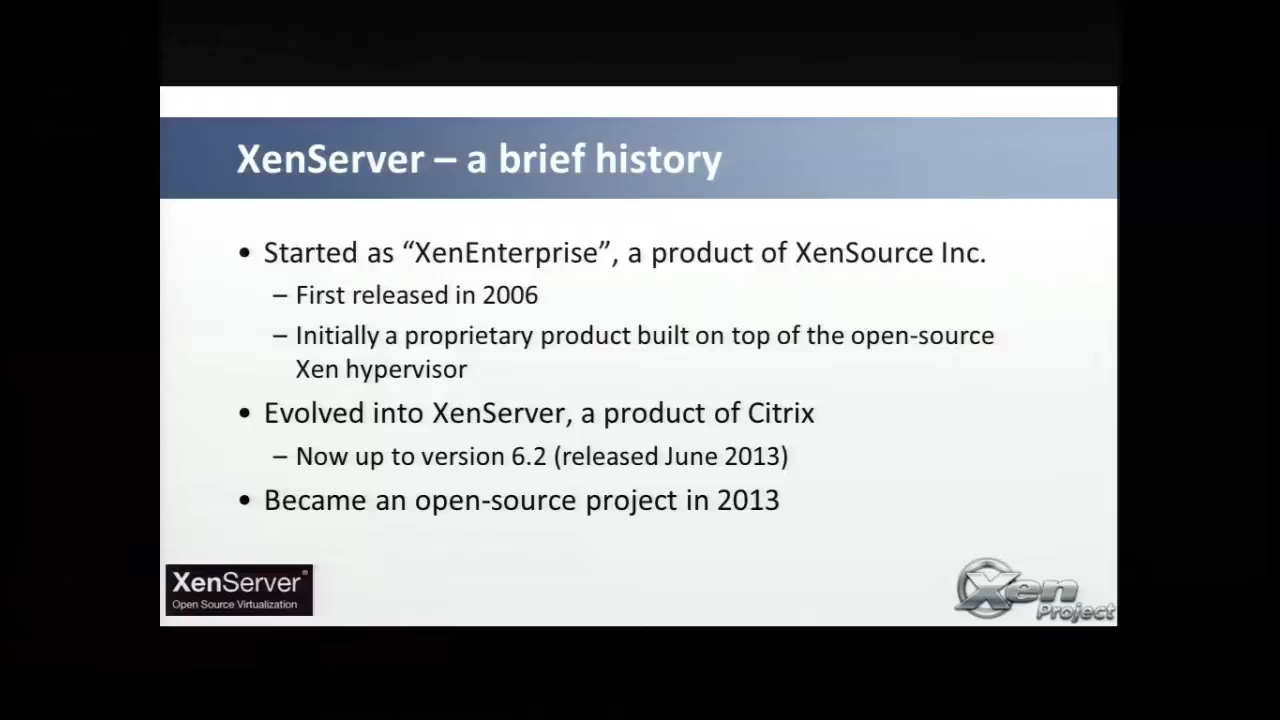 XenServer – a brief history
• Started as “XenEnterprise”, a product of XenSource Inc.
– First released in 2006
– Initially a proprietary product built on top of the open-source
Xen hypervisor
• Evolved into XenServer, a product of Citrix
– Now up to version 6.2 (released June 2013)
• Became an open-source project in 2013
XenServer®
Open Source Virtualization
Xen
Project